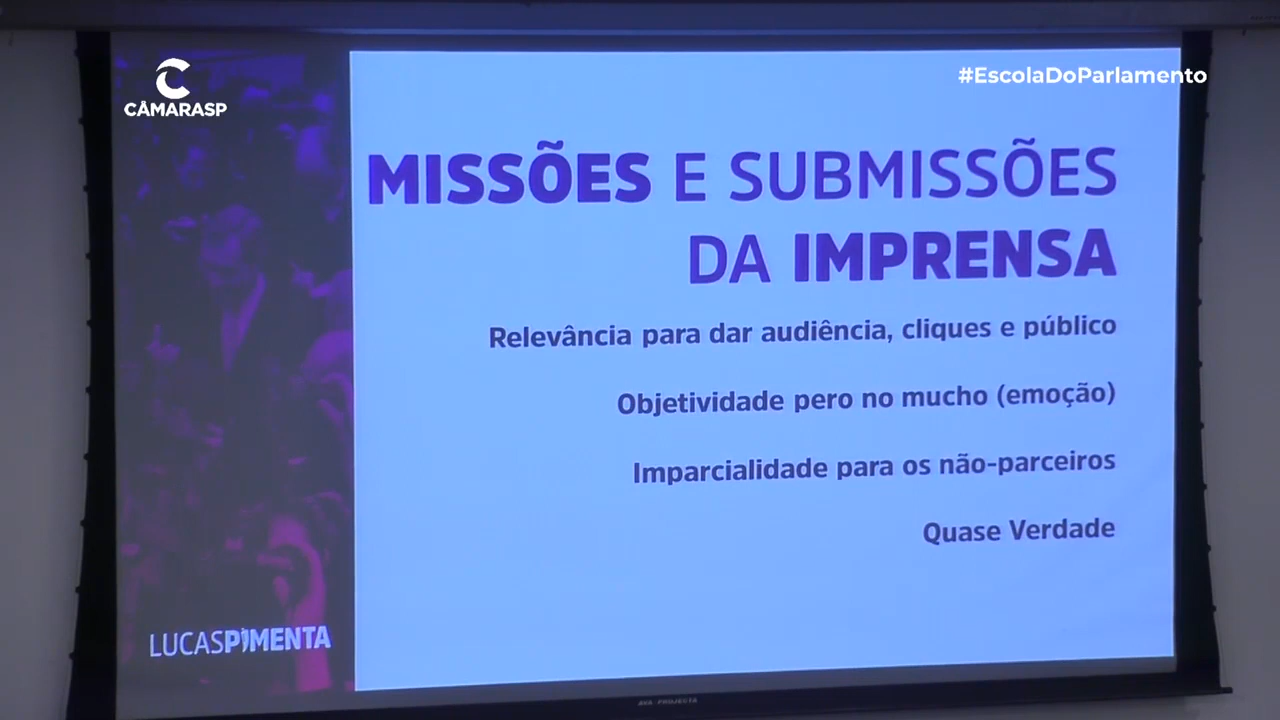 CÂMARASP
#EscolaDoParlamento
MISSÕES E SUBMISSÕES
DA IMPRENSA
Relevância para dar audiência, cliques e público
Objetividade pero no mucho (emoção)
Imparcialidade para os não-parceiros
Quase Verdade
LUCASPIMENTA